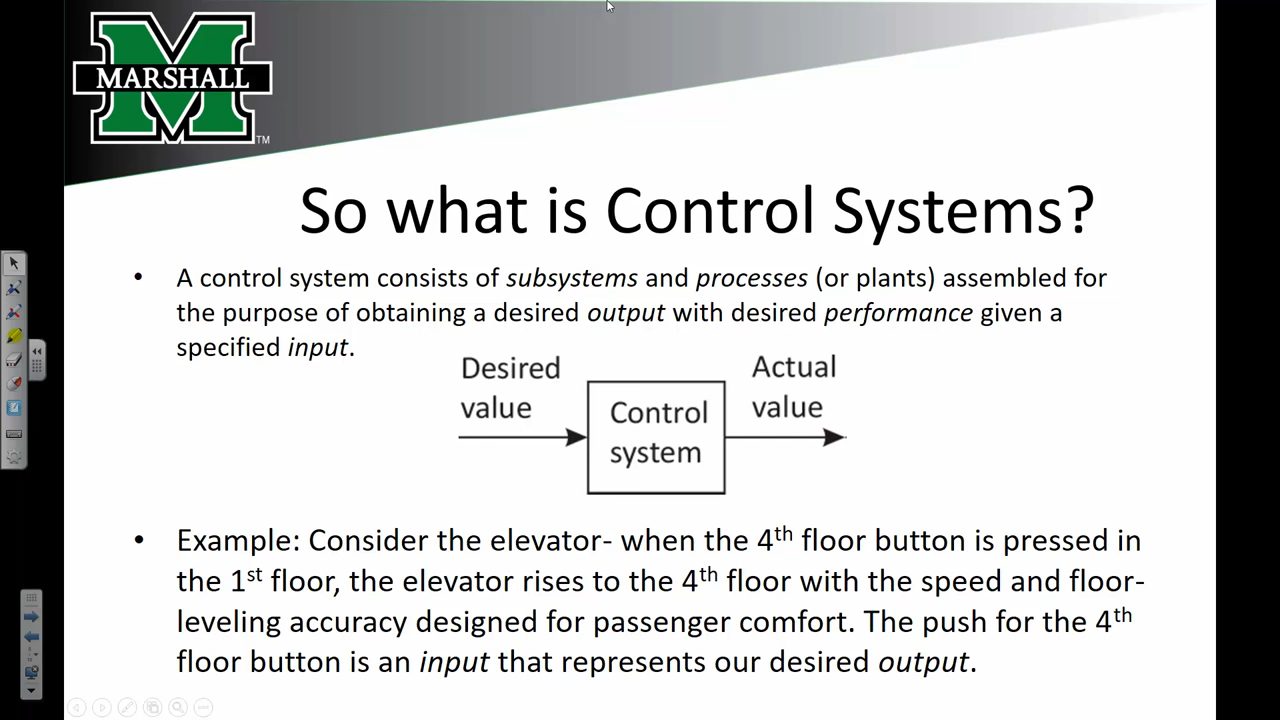 MARSHALL
TM
So what is Control Systems?
• A control system consists of subsystems and processes (or plants) assembled for
the purpose of obtaining a desired output with desired performance given a
specified input.
Desired
value
Control
system
Actual
value
• Example: Consider the elevator- when the 4th floor button is pressed in
the 1st floor, the elevator rises to the 4th floor with the speed and floor-
leveling accuracy designed for passenger comfort. The push for the 4th
floor button is an input that represents our desired output.